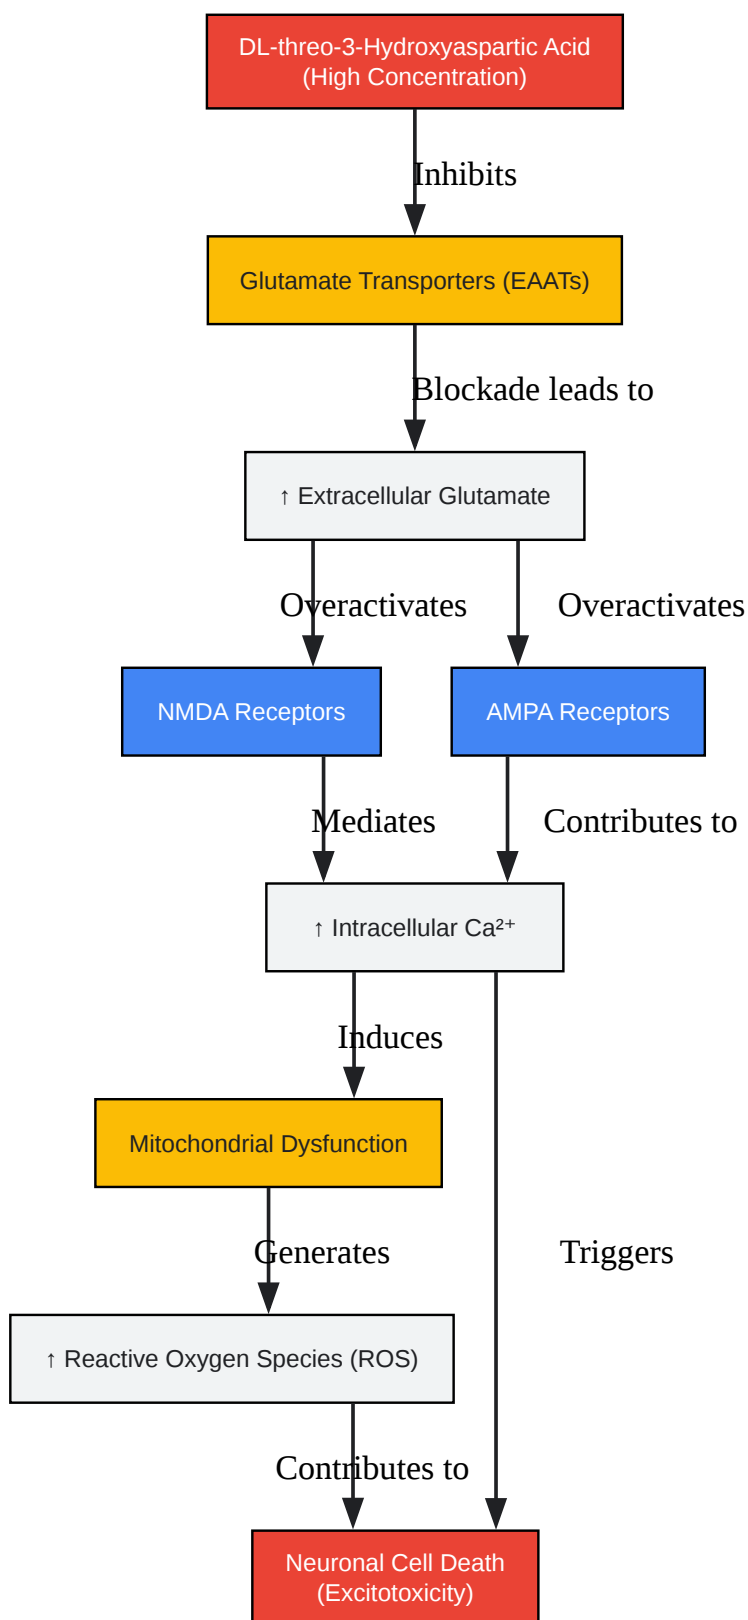 DL-threo-3-Hydroxyaspartic Acid
(High Concentration)
Inhibits
Glutamate Transporters (EAATs)
Blockade leads to
↑ Extracellular Glutamate
Overactivates
Overactivates
NMDA Receptors
AMPA Receptors
Mediates
Contributes to
↑ Intracellular Ca²⁺
Induces
Mitochondrial Dysfunction
Generates
Triggers
↑ Reactive Oxygen Species (ROS)
Contributes to
Neuronal Cell Death
(Excitotoxicity)